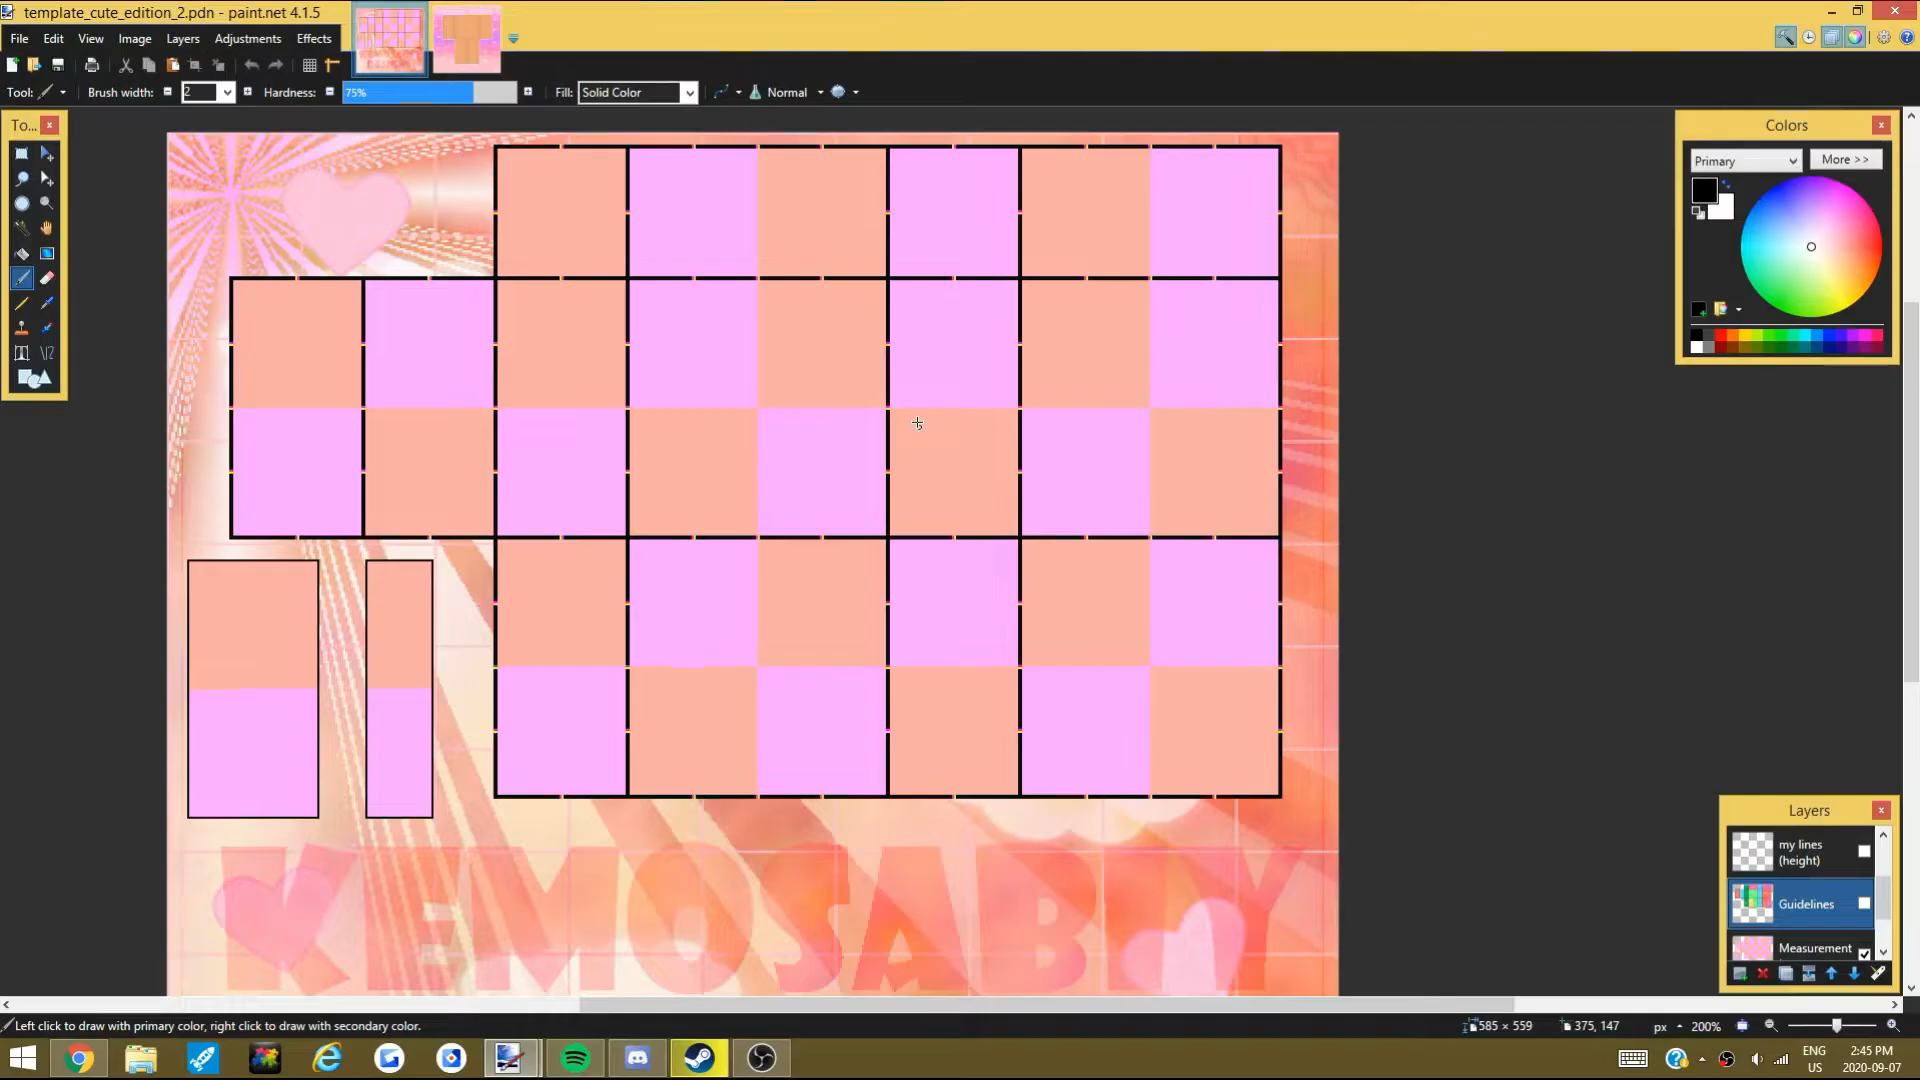 template_cute_edition_2.pdn - paint.net 4.1.5
File Edit View Image Layers Adjustments Effects
Tool: Brush width: 2 Hardness: 75% Fill: Solid Color Normal
To...
Colors
Primary More >>
KEMOSABIY
Layers
my lines
(height)
Guidelines
Measurement
Left click to draw with primary color, right click to draw with secondary color.
585 × 559 375, 147 px 200%
ENG
US
2:45 PM
2020-09-07